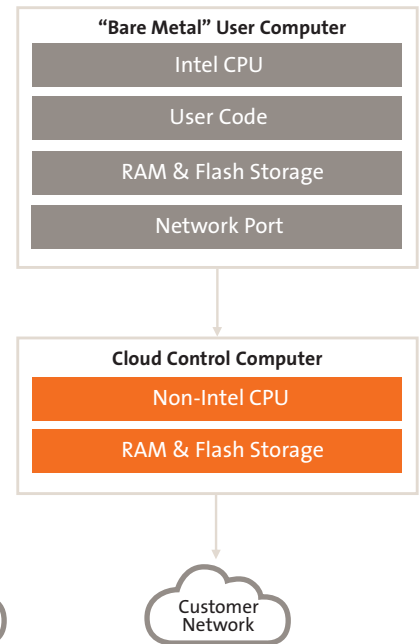 “Bare Metal” User Computer
Intel CPU
User Code
RAM & Flash Storage
Network Port
Cloud Control Computer
Non-Intel CPU
RAM & Flash Storage
Customer
Network